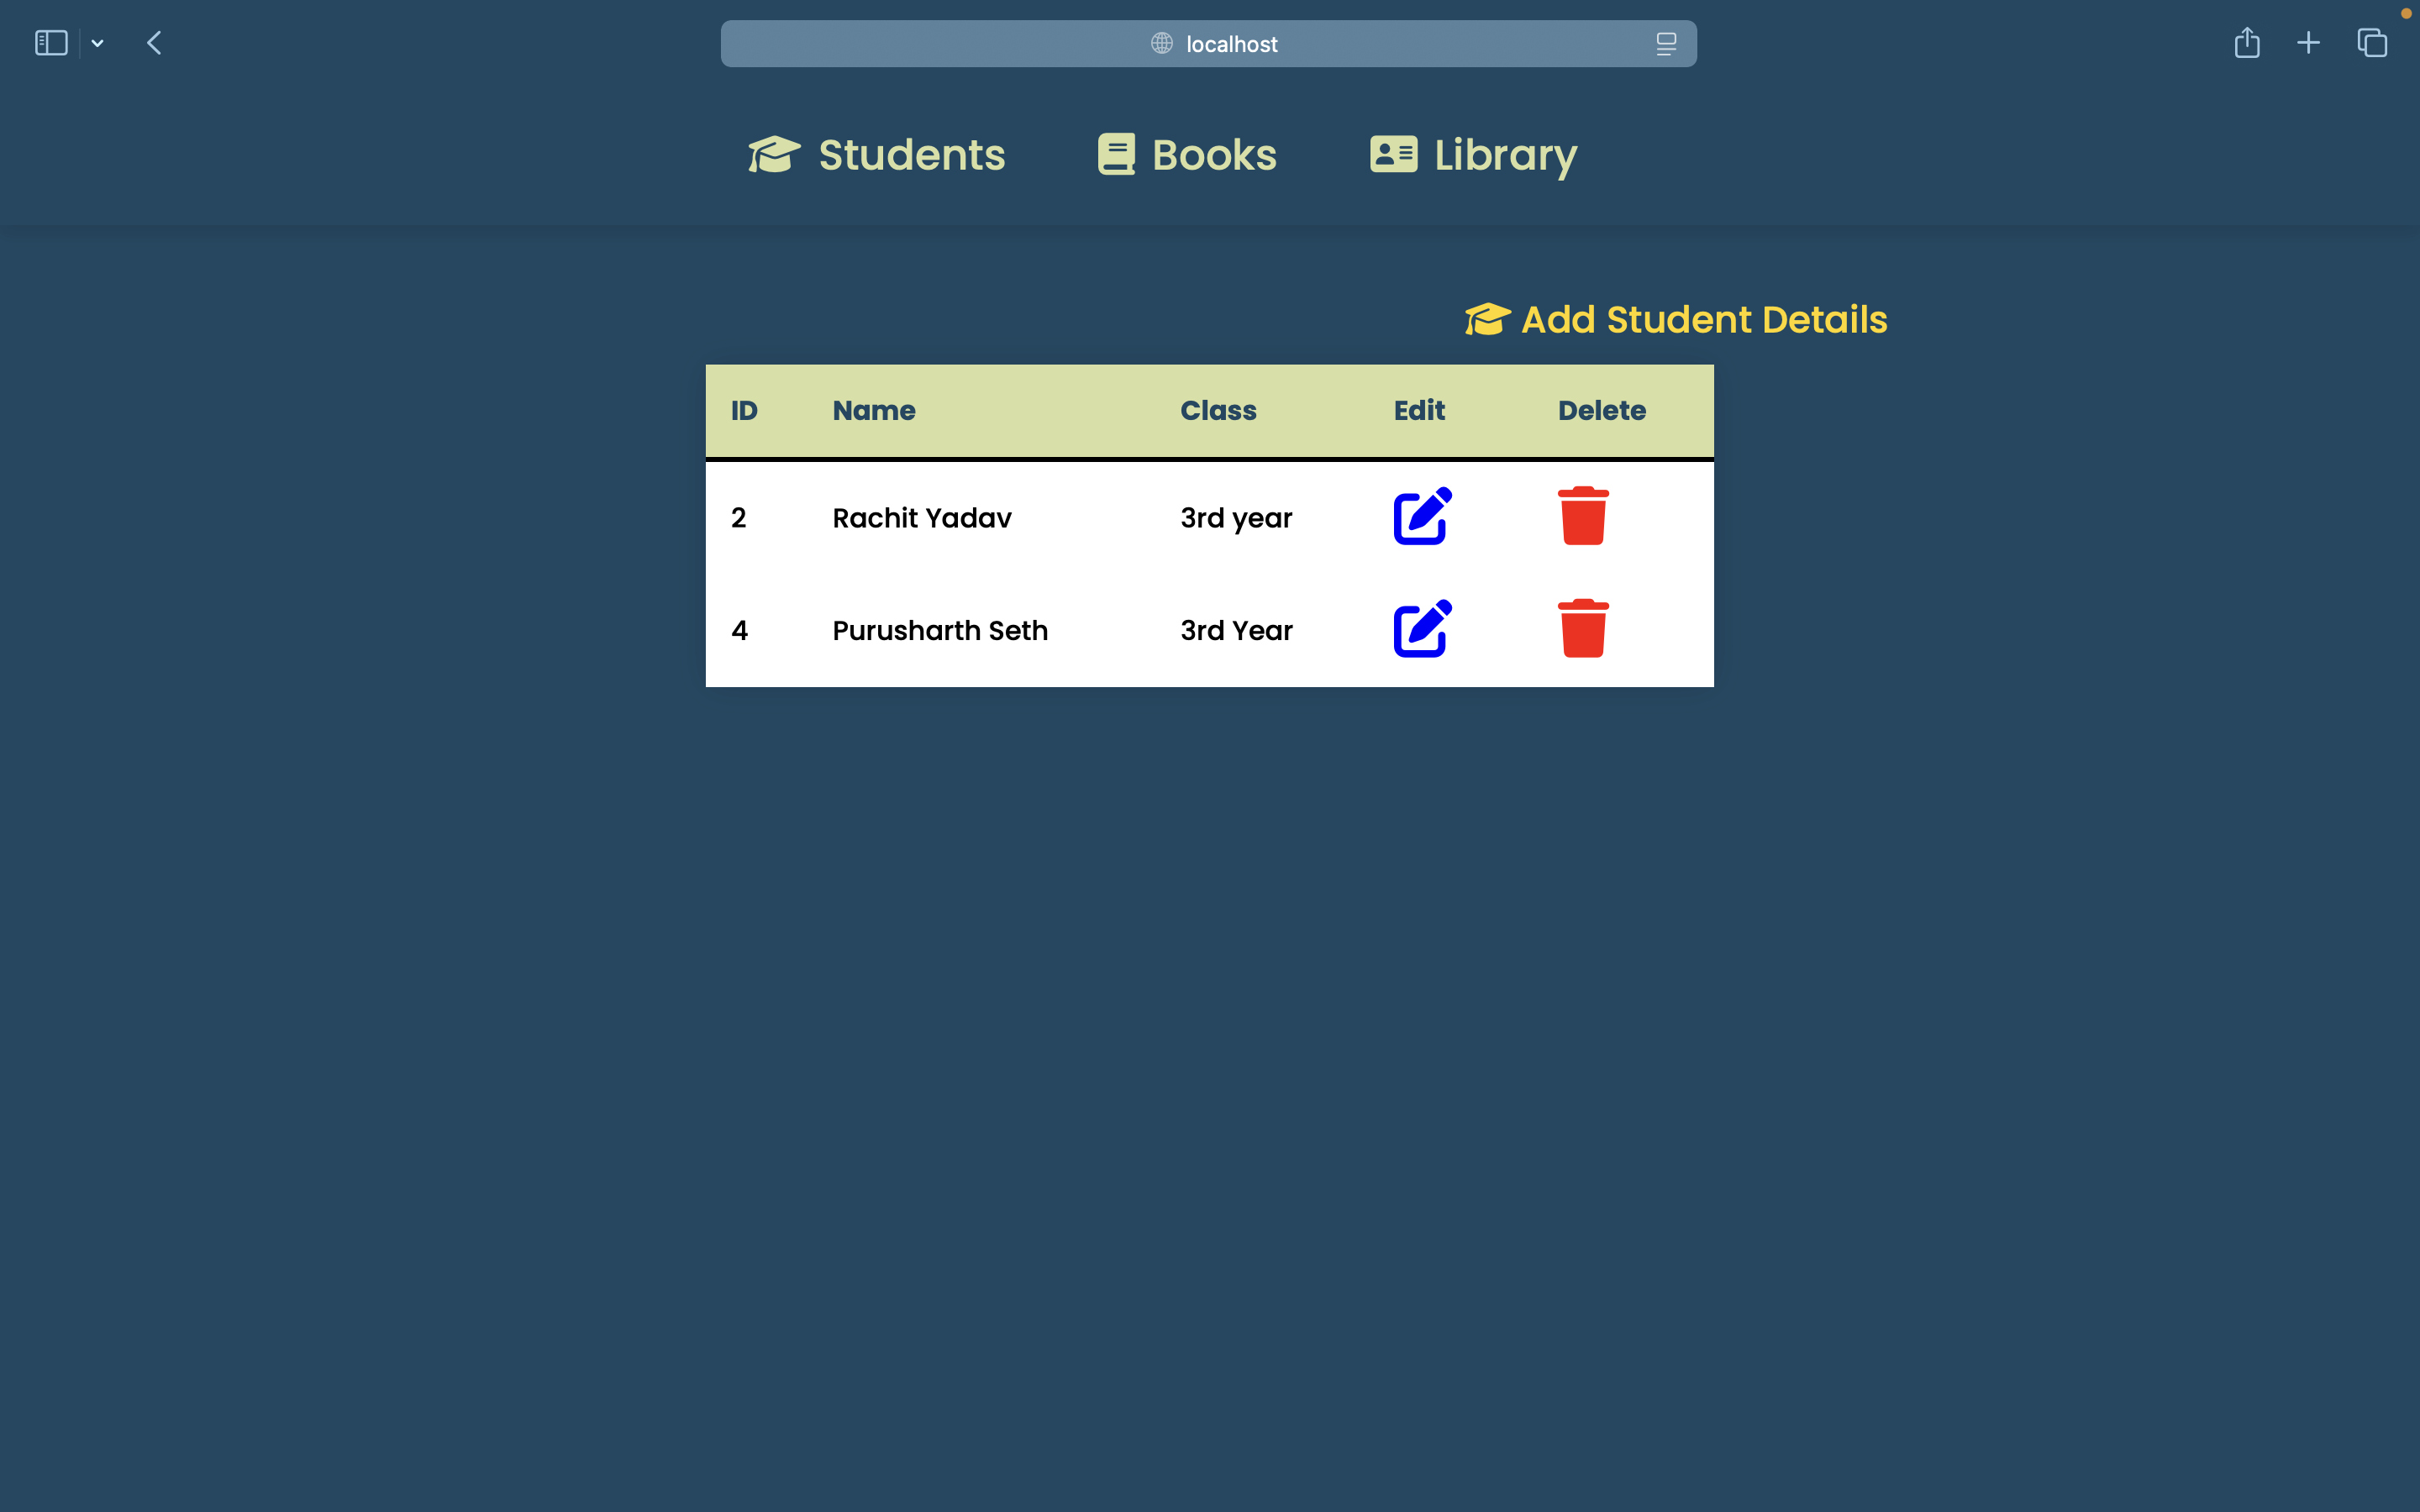 localhost
Students Books Library
Add Student Details
ID Name Class Edit Delete
2 Rachit Yadav 3rd year
4 Purusharth Seth 3rd Year